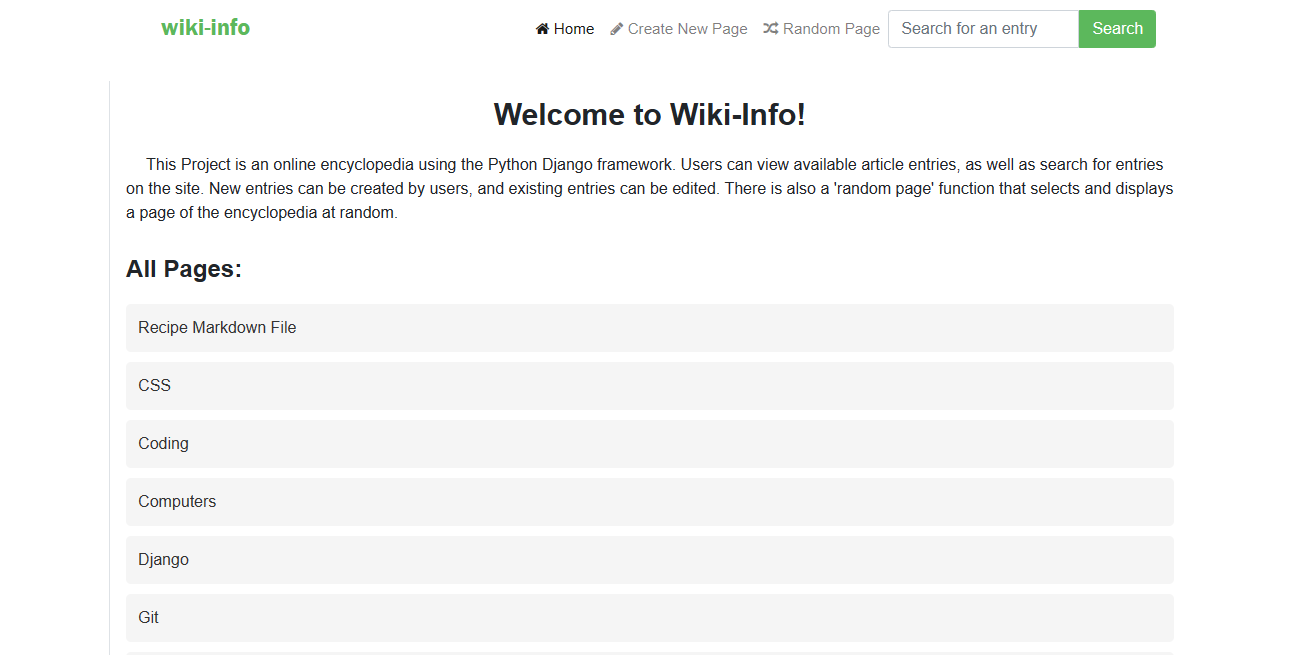 wiki-info
Home Create New Page Random Page Search for an entry Search
Welcome to Wiki-Info!
This Project is an online encyclopedia using the Python Django framework. Users can view available article entries, as well as search for entries
on the site. New entries can be created by users, and existing entries can be edited. There is also a 'random page' function that selects and displays
a page of the encyclopedia at random.
All Pages:
Recipe Markdown File
CSS
Coding
Computers
Django
Git